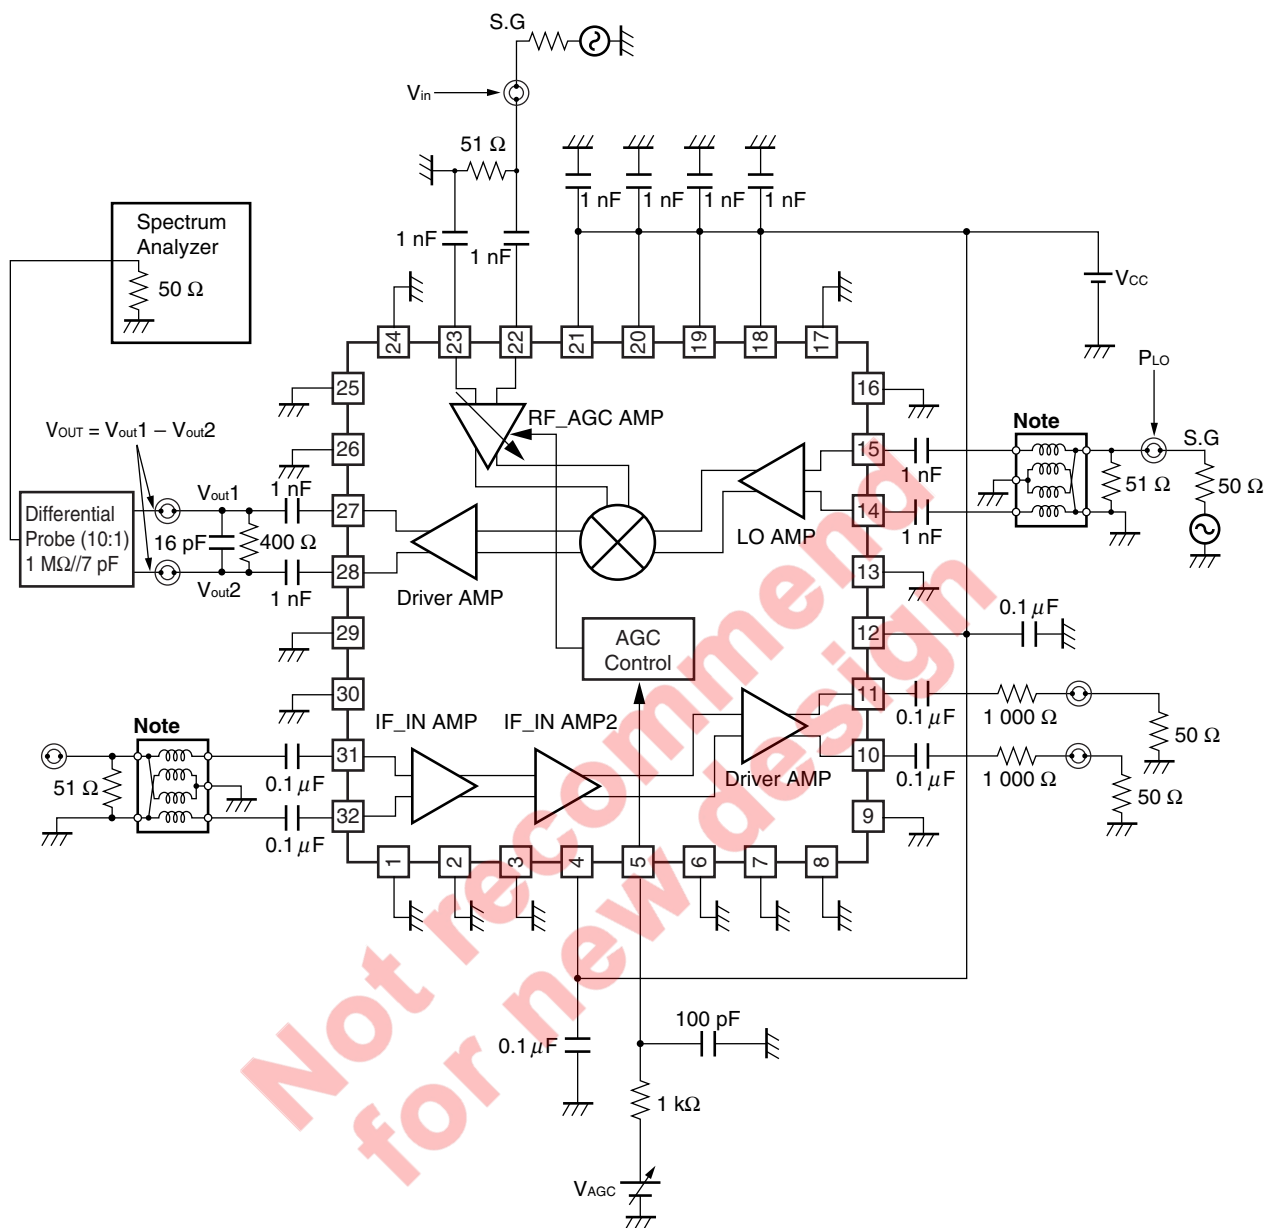 S.G
Vin
51 Ω
1 nF
1 nF
1 nF
1 nF
1 nF
1 nF
Spectrum
Analyzer
50 Ω
VCC
24
23
22
21
20
19
18
17
25
16
PLO
RF_AGC AMP
Note
S.G
VOUT = Vout1 − Vout2
26
15
1 nF
51 Ω
50 Ω
1 nF
Vout1
27
14
1 nF
LO AMP
Differential
Probe (10:1)
1 MΩ//7 pF
16 pF
400 Ω
28
13
Vout2
1 nF
Driver AMP
0.1 μF
29
12
AGC
Control
30
11
0.1 μF
1 000 Ω
50 Ω
Note
IF_IN AMP
IF_IN AMP2
31
10
Driver AMP
0.1 μF
1 000 Ω
50 Ω
51 Ω
0.1 μF
32
9
0.1 μF
1
2
3
4
5
6
7
8
100 pF
0.1 μF
1 kΩ
VAGC
Not recommend
for new design